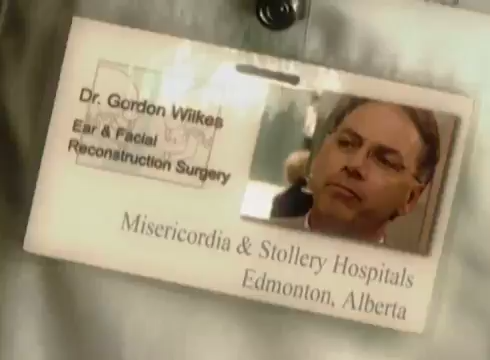 Dr. Gordon Wilkes
Ear & Facial
Reconstruction Surgery
Misericordia & Stollery Hospitals
Edmonton, Alberta